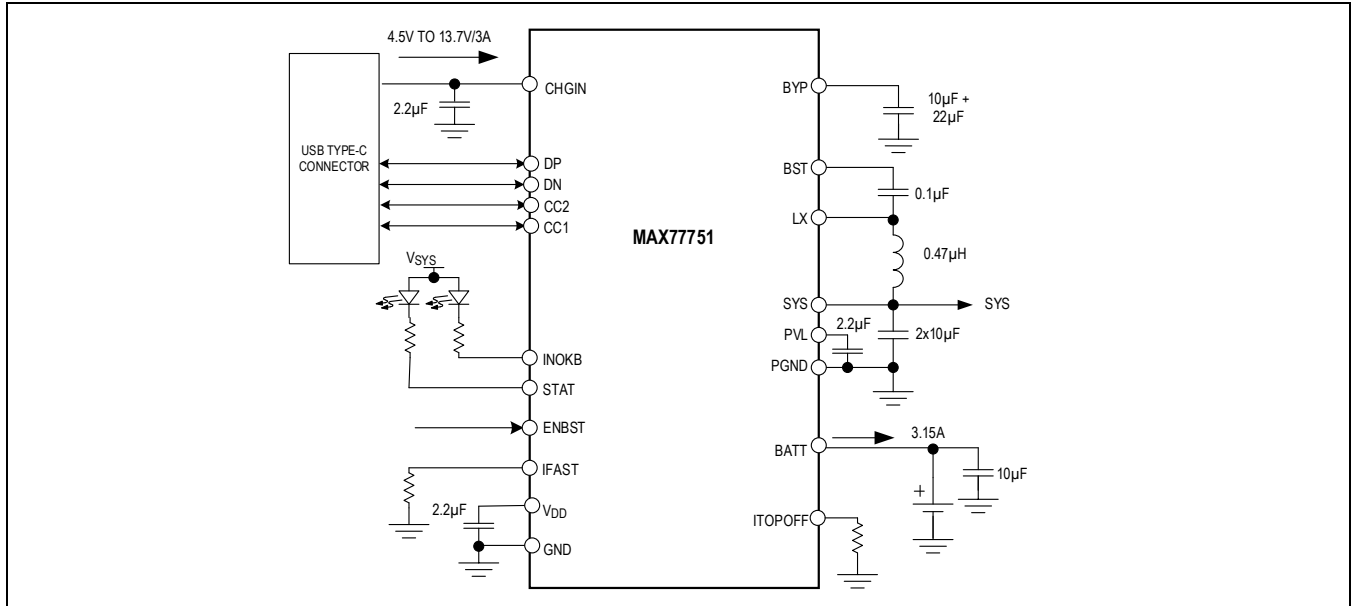 4.5V TO 13.7V/3A
CHGIN
2.2µF
USB TYPE-C
CONNECTOR
DP
DN
CC2
CC1
VSYS
INOKB
STAT
ENBST
IFAST
2.2µF
VDD
GND
MAX77751
BYP
10µF +
22µF
BST
0.1µF
LX
0.47µH
SYS
SYS
2.2µF
PVL
2x10µF
PGND
3.15A
BATT
10µF
+
ITOPOFF